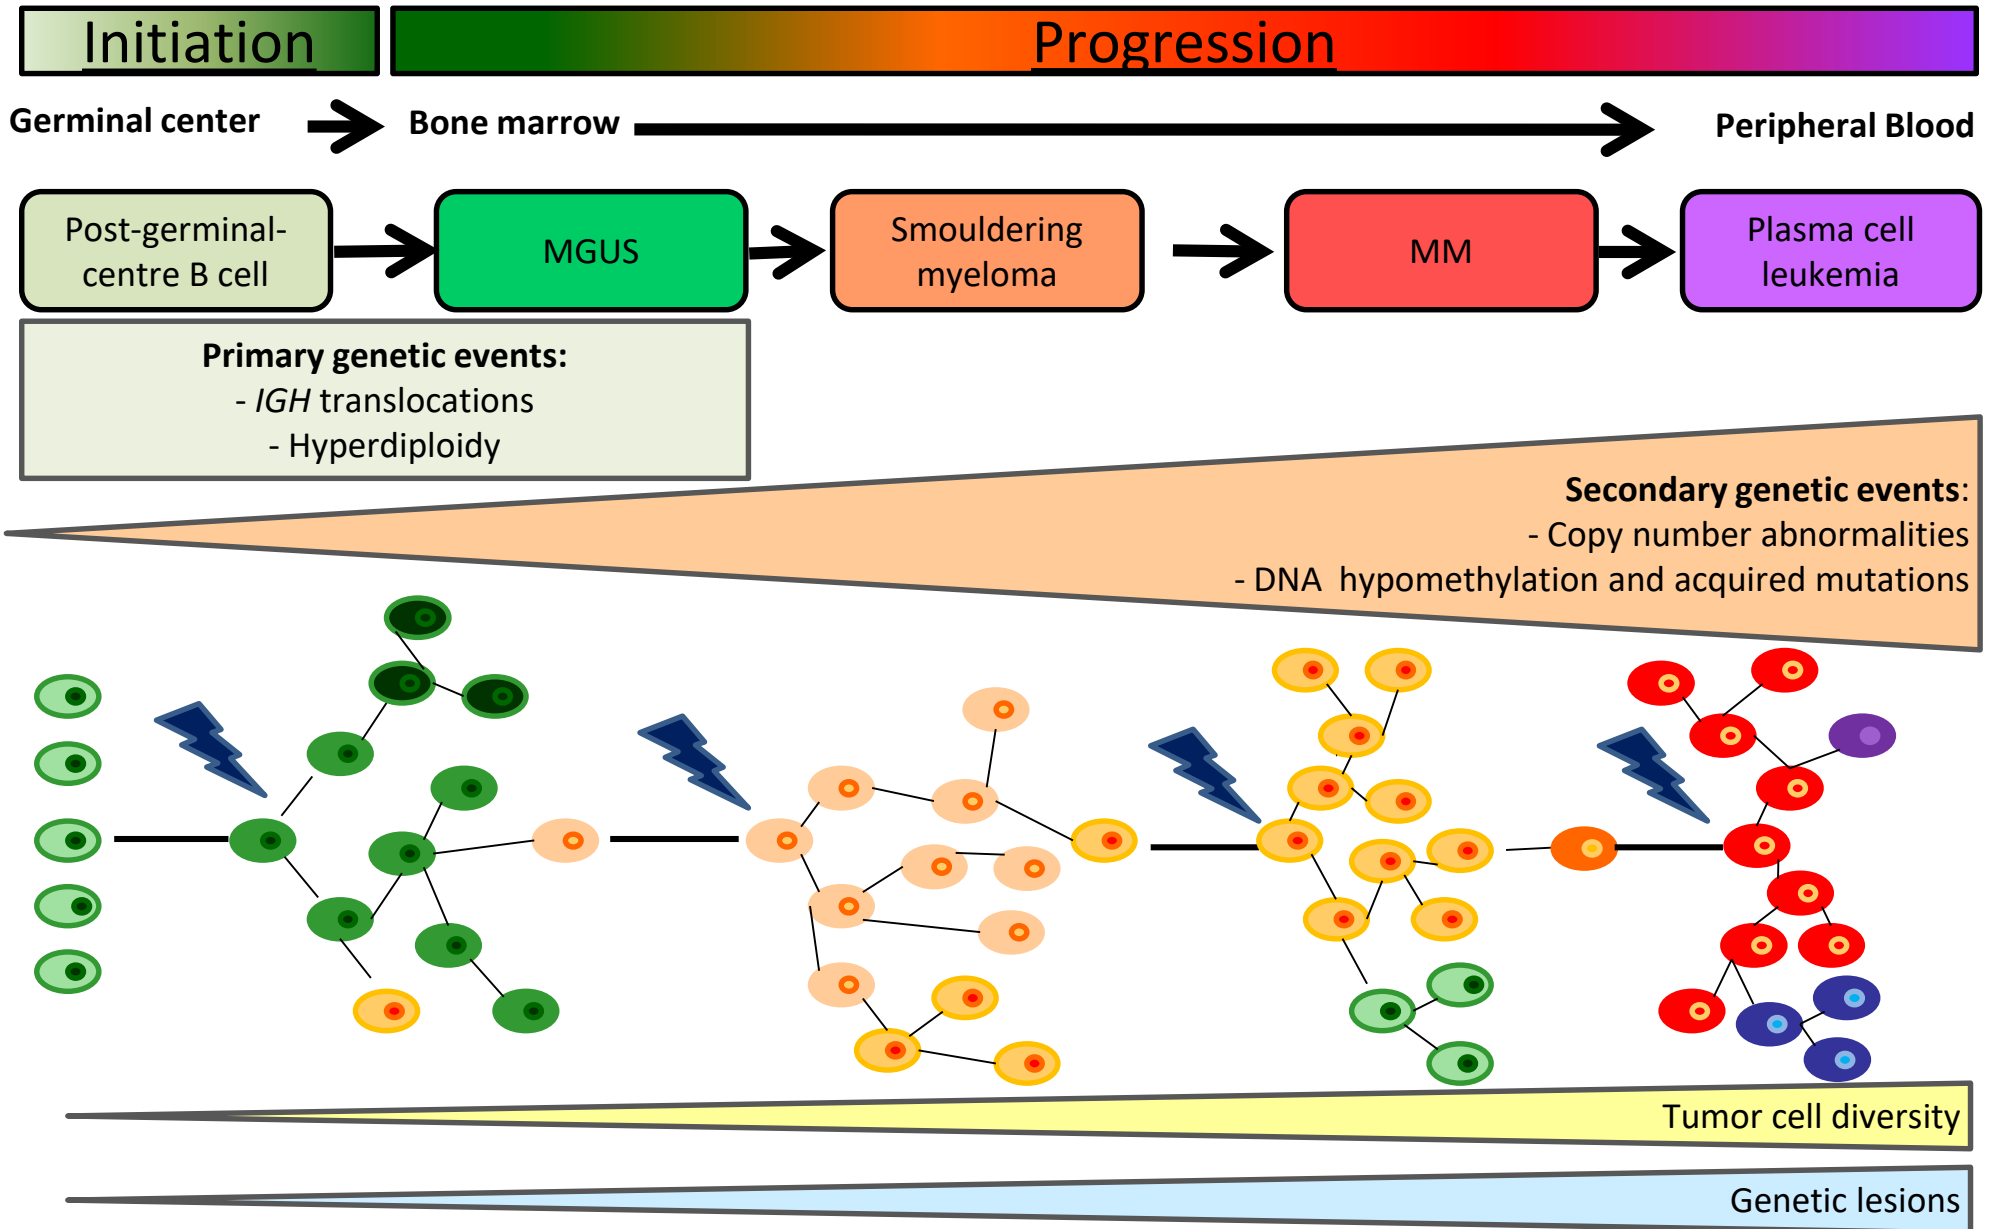 Initiation
Progression
Germinal center
Bone marrow
Peripheral Blood
Post-germinal-
centre B cell
MGUS
Smouldering
myeloma
MM
Plasma cell
leukemia
Primary genetic events:
- IGH translocations
- Hyperdiploidy
Secondary genetic events:
- Copy number abnormalities
- DNA hypomethylation and acquired mutations
Tumor cell diversity
Genetic lesions